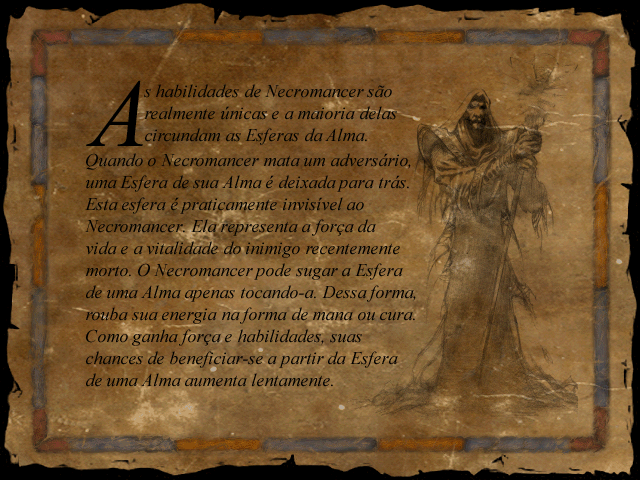 As habilidades de Necromancer são
realmente únicas e a maioria delas
circundam as Esferas da Alma.
Quando o Necromancer mata um adversário,
uma Esfera de sua Alma é deixada para trás.
Esta esfera é praticamente invisível ao
Necromancer. Ela representa a força da
vida e a vitalidade do inimigo recentemente
morto. O Necromancer pode sugar a Esfera
de uma Alma apenas tocando-a. Dessa forma,
rouba sua energia na forma de mana ou cura.
Como ganha força e habilidades, suas
chances de beneficiar-se a partir da Esfera
de uma Alma aumenta lentamente.